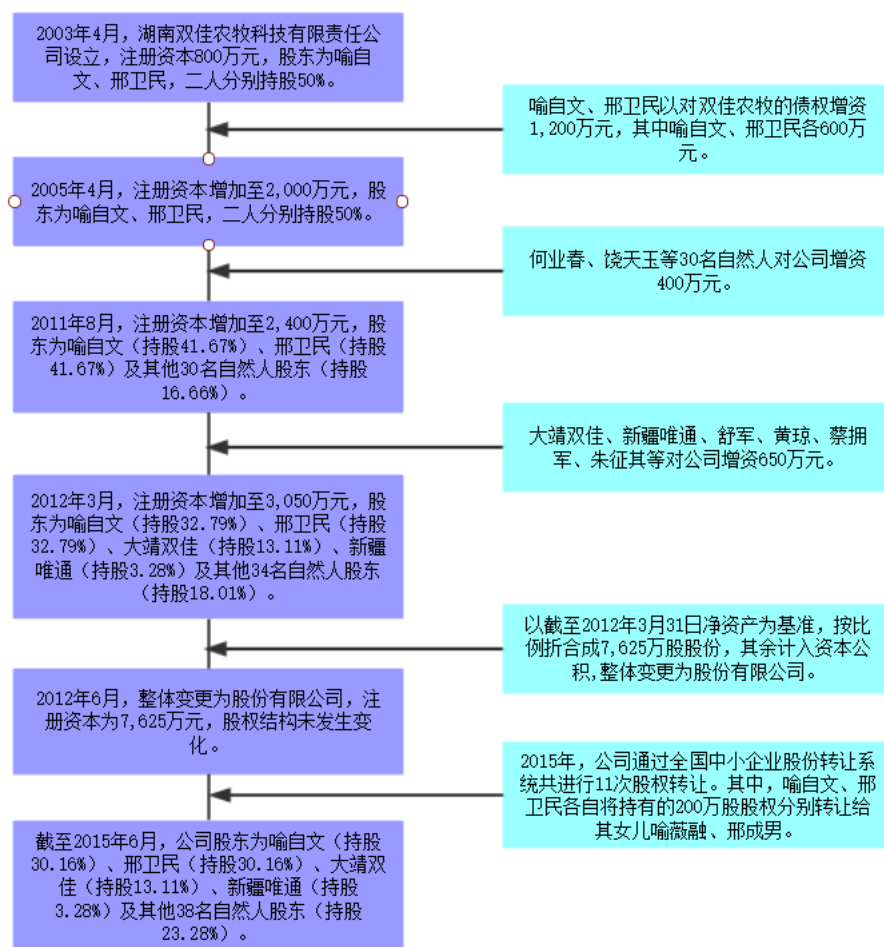 2003年4月，湖南双佳农牧科技有限责任公
司设立，注册资本800万元，股东为喻自
文、邢卫民，二人分别持股50%。
喻自文、邢卫民以对双佳农牧的债权增资
1,200万元，其中喻自文、邢卫民各600万
元。
2005年4月，注册资本增加至2,000万元，股
东为喻自文、邢卫民，二人分别持股50%。
何业春、饶天玉等30名自然人对公司增资
400万元。
2011年8月，注册资本增加至2,400万元，股
东为喻自文（持股41.67%）、邢卫民（持股
41.67%）及其他30名自然人股东（持股
16.66%）。
大靖双佳、新疆唯通、舒军、黄琼、蔡拥
军、朱征其等对公司增资650万元。
2012年3月，注册资本增加至3,050万元，股
东为喻自文（持股32.79%）、邢卫民（持股
32.79%）、大靖双佳（持股13.11%）、新疆
唯通（持股3.28%）及其他34名自然人股东
（持股18.01%）。
以截至2012年3月31日净资产为基准，按比
例折合成7,625万股股份，其余计入资本公
积,整体变更为股份有限公司。
2012年6月，整体变更为股份有限公司，注
册资本为7,625万元，股权结构未发生变
化。
2015年，公司通过全国中小企业股份转让系
统共进行11次股权转让。其中，喻自文、邢
卫民各自将持有的200万股股权分别转让给
其女儿喻薇融、邢成男。
截至2015年6月，公司股东为喻自文（持股
30.16%）、邢卫民（持股30.16%）、大靖双
佳（持股13.11%）、新疆唯通（持股
3.28%）及其他38名自然人股东（持股
23.28%）。